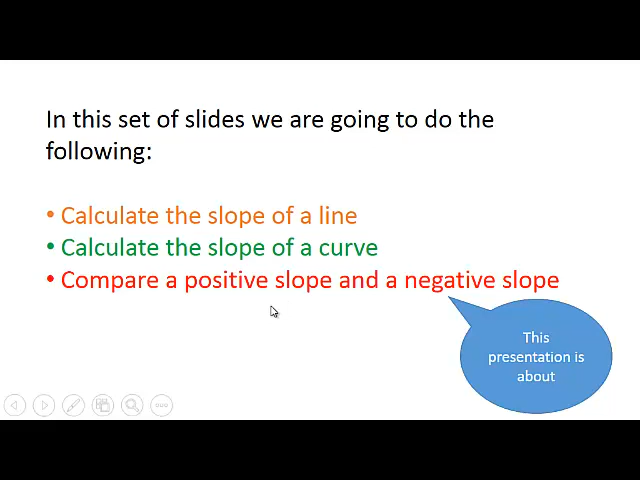 In this set of slides we are going to do the
following:
• Calculate the slope of a line
• Calculate the slope of a curve
• Compare a positive slope and a negative slope
This
presentation is
about